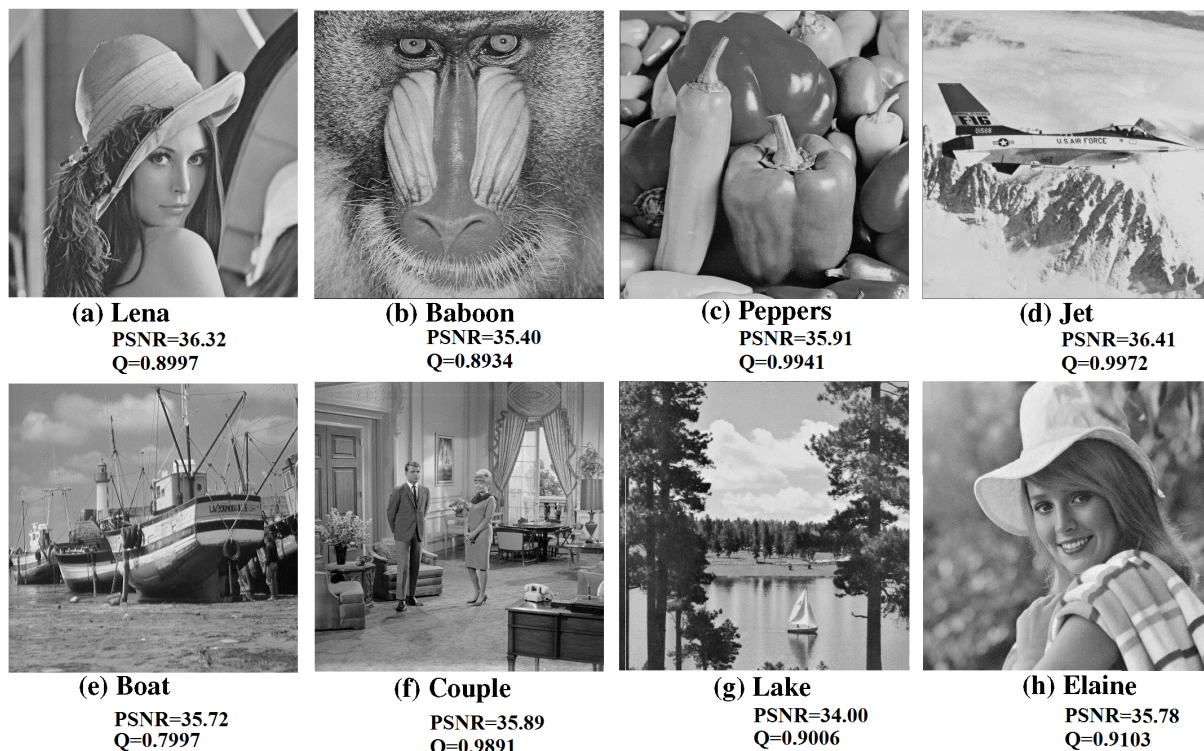 F-16
01568
U.S. AIR FORCE
(a) Lena
PSNR=36.32
Q=0.8997
(b) Baboon
PSNR=35.40
Q=0.8934
(c) Peppers
PSNR=35.91
Q=0.9941
(d) Jet
PSNR=36.41
Q=0.9972
(e) Boat
PSNR=35.72
Q=0.7997
(f) Couple
PSNR=35.89
Q=0.9891
(g) Lake
PSNR=34.00
Q=0.9006
(h) Elaine
PSNR=35.78
Q=0.9103